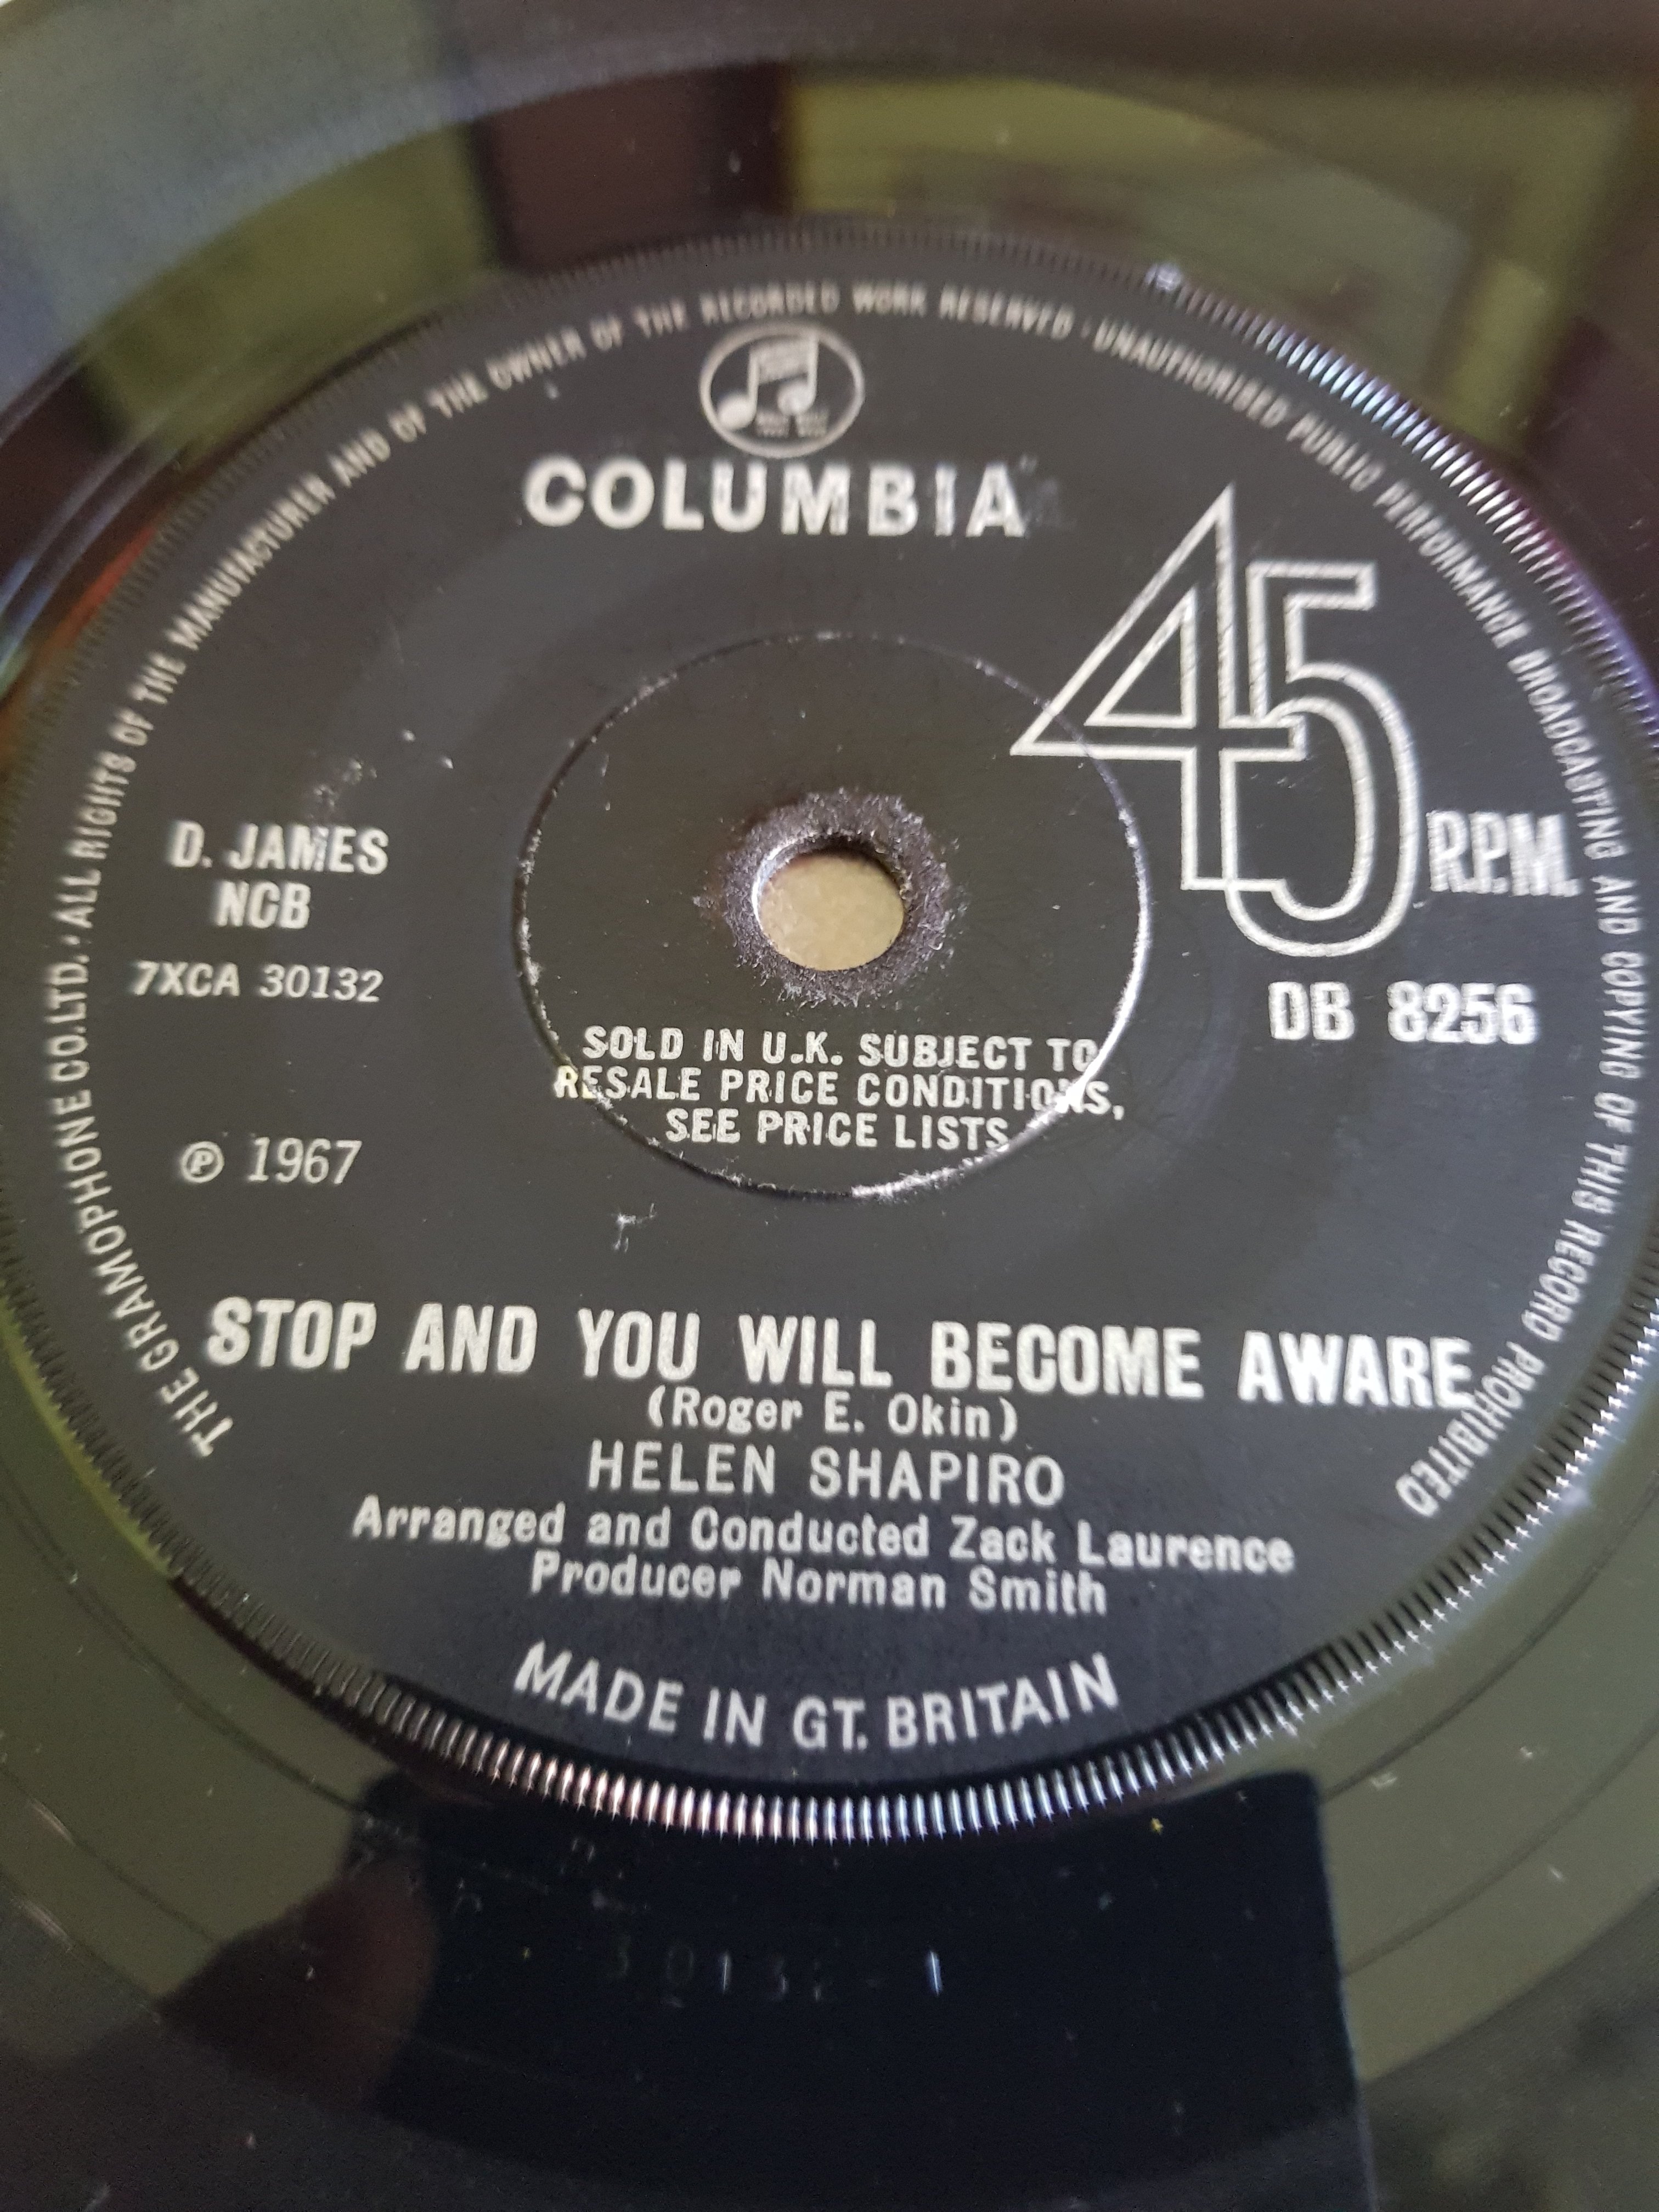 THE GRAMOPHONE CO. LTD. · ALL RIGHTS OF THE MANUFACTURER AND OF THE OWNER OF THE RECORDED WORK RESERVED · UNAUTHORISED PUBLIC PERFORMANCE BROADCASTING AND COPYING OF THIS RECORD PROHIBITED
COLUMBIA
45
R.P.M.
D. JAMES
NCB
7XCA 30132
DB 8256
SOLD IN U.K. SUBJECT TO
RESALE PRICE CONDITIONS,
SEE PRICE LISTS
℗ 1967
STOP AND YOU WILL BECOME AWARE
(Roger E. Okin)
HELEN SHAPIRO
Arranged and Conducted Zack Laurence
Producer Norman Smith
MADE IN GT. BRITAIN